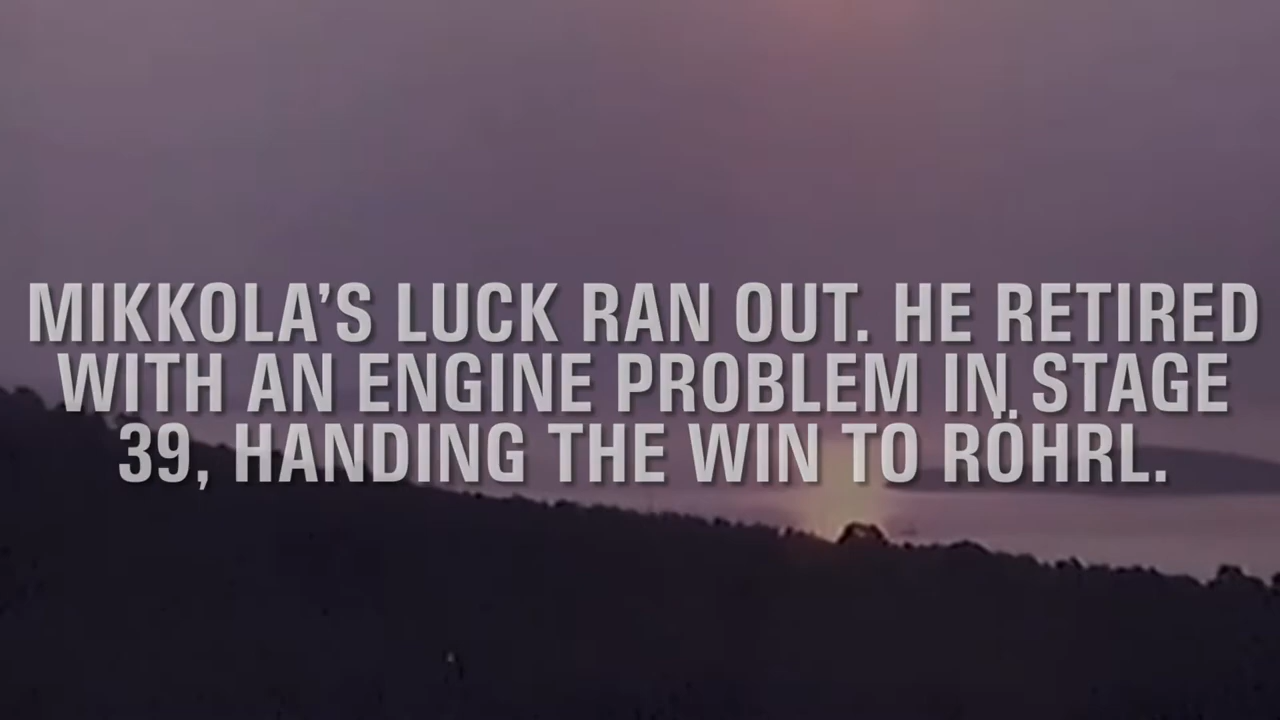 MIKKOLA’S LUCK RAN OUT. HE RETIRED
WITH AN ENGINE PROBLEM IN STAGE
39, HANDING THE WIN TO RÖHRL.